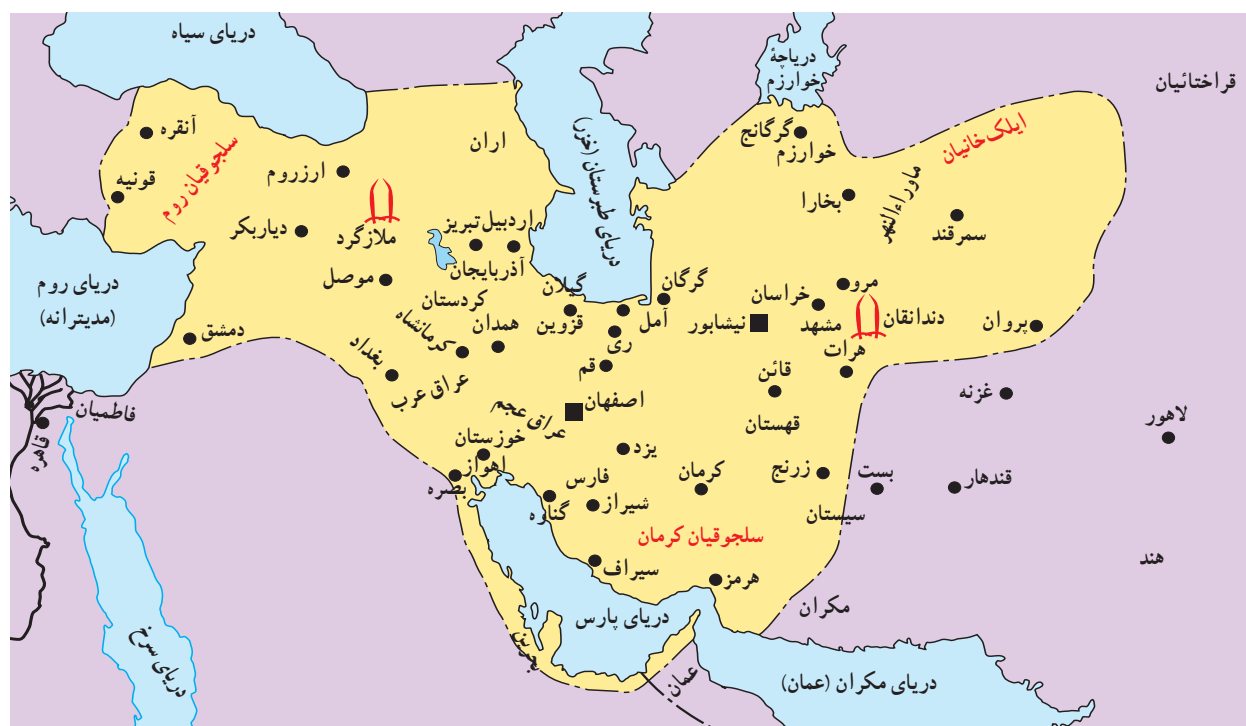 دریای سیاه
دریاچهٔ
خوارزم
قراختائیان
ایلک‌خانیان
گرگانج
خوارزم
آنقره
سلجوقیان روم
اران
دریای طبرستان (خزر)
ماوراءالنهر
ارزروم
قونیه
بخارا
سمرقند
ملازگرد
دیاربکر
تبریز
اردبیل
آذربایجان
موصل
دریای روم
(مدیترانه)
کردستان
گیلان
گرگان
خراسان
مرو
قزوین
آمل
نیشابور
مشهد
دندانقان
پروان
دمشق
کرمانشاه
همدان
ری
هرات
بغداد
عراق عرب
قم
قائن
غزنه
فاطمیان
قاهره
عراق عجم
اصفهان
قهستان
لاهور
خوزستان
یزد
اهواز
بصره
فارس
کرمان
زرنج
بست
قندهار
گناوه
شیراز
سیستان
سلجوقیان کرمان
سیراف
هرمز
هند
مکران
دریای پارس
بحرین
دریای سرخ
عمان
دریای مکران (عمان)